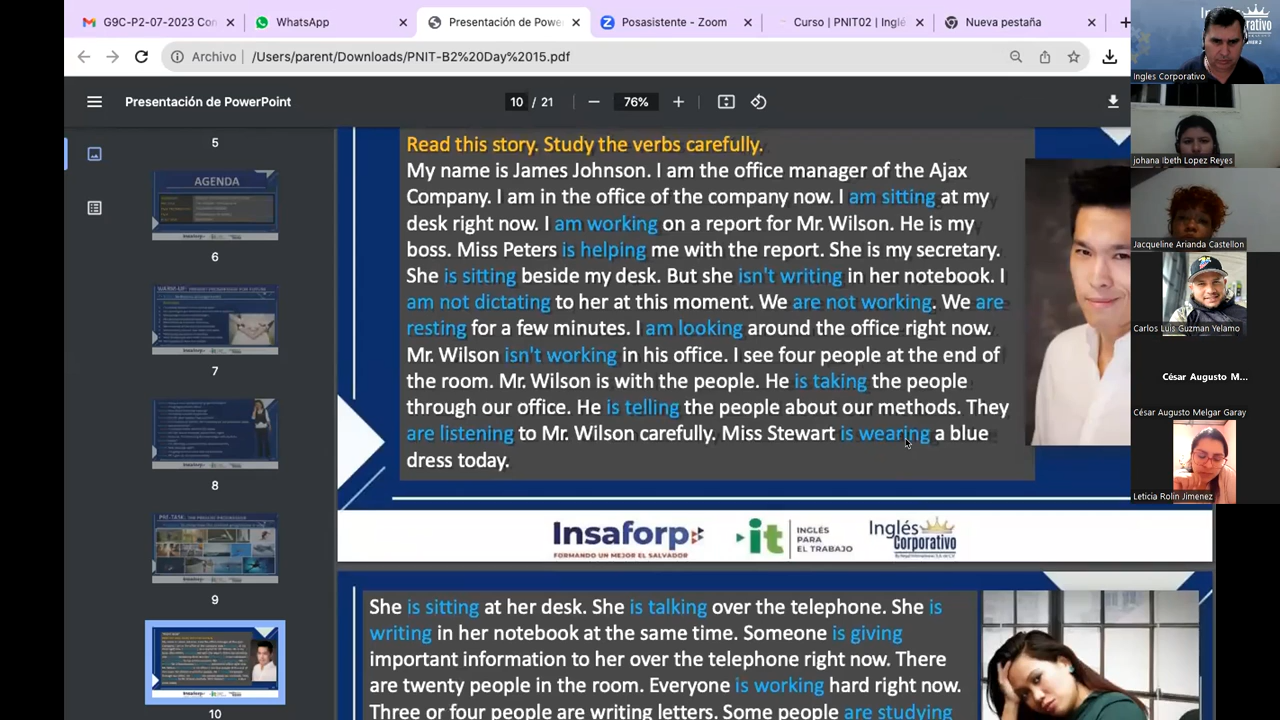 G9C-P2-07-2023 Con
WhatsApp
Presentación de Powe
Posasistente - Zoom
Curso | PNIT02 | Inglé
Nueva pestaña
Archivo
/Users/parent/Downloads/PNIT-B2%20Day%2015.pdf
Presentación de PowerPoint
10 / 21
76%
5
AGENDA
6
7
8
9
10
Read this story. Study the verbs carefully.
My name is James Johnson. I am the office manager of the Ajax
Company. I am in the office of the company now. I am sitting at my
desk right now. I am working on a report for Mr. Wilson. He is my
boss. Miss Peters is helping me with the report. She is my secretary.
She is sitting beside my desk. But she isn't writing in her notebook. I
am not dictating to her at this moment. We are not working. We are
resting for a few minutes. I am looking around the office right now.
Mr. Wilson isn't working in his office. I see four people at the end of
the room. Mr. Wilson is with the people. He is taking the people
through our office. He is telling the people about our methods. They
are listening to Mr. Wilson carefully. Miss Stewart is wearing a blue
dress today.
Insaforp
FORMANDO UN MEJOR EL SALVADOR
it
INGLÉS
PARA
EL TRABAJO
Inglés
Corporativo
She is sitting at her desk. She is talking over the telephone. She is
writing in her notebook at the same time. Someone is giving
important information to her over the telephone right now. There
are twenty people in the room. Everyone is working hard right now.
Three or four people are writing letters. Some people are studying
Ingles Corporativo
johana lbeth Lopez Reyes
Jacqueline Arianda Castellon
Carlos Luis Guzman Yelamo
César Augusto M...
César Augusto Melgar Garay
Leticia Rolin Jimenez